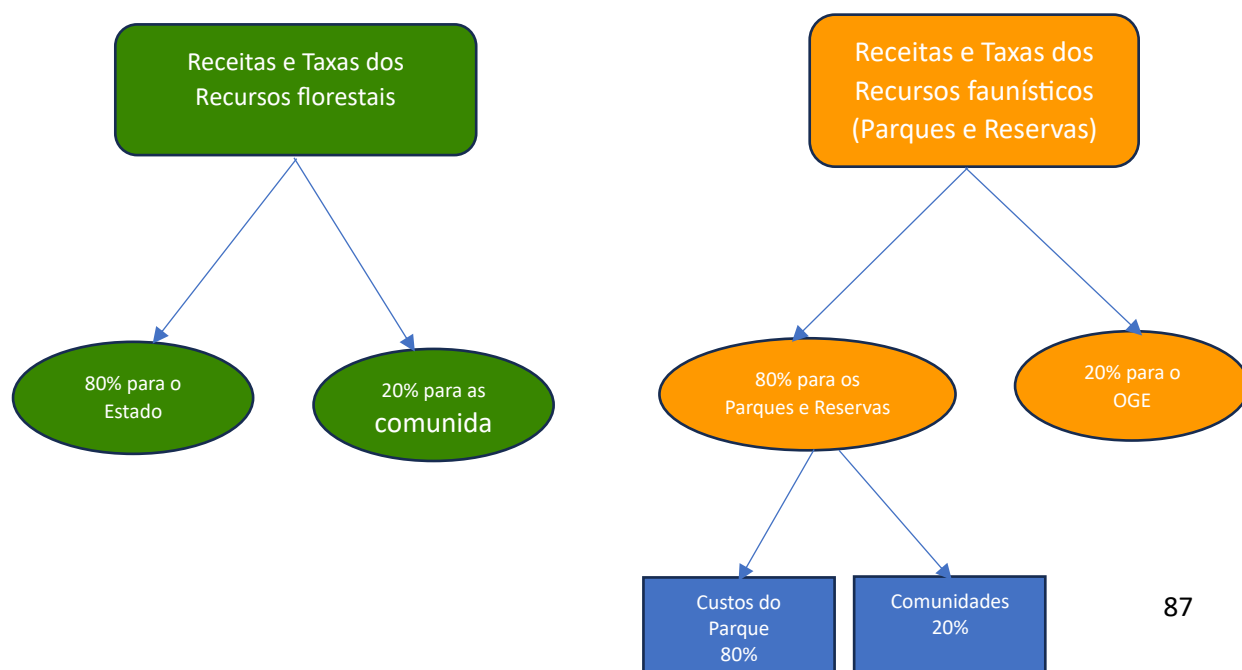 Receitas e Taxas dos
Recursos florestais
Receitas e Taxas dos
Recursos faunísticos
(Parques e Reservas)
80% para o
Estado
20% para as
comunida
80% para os
Parques e Reservas
20% para o
OGE
Custos do
Parque
80%
Comunidades
20%
87